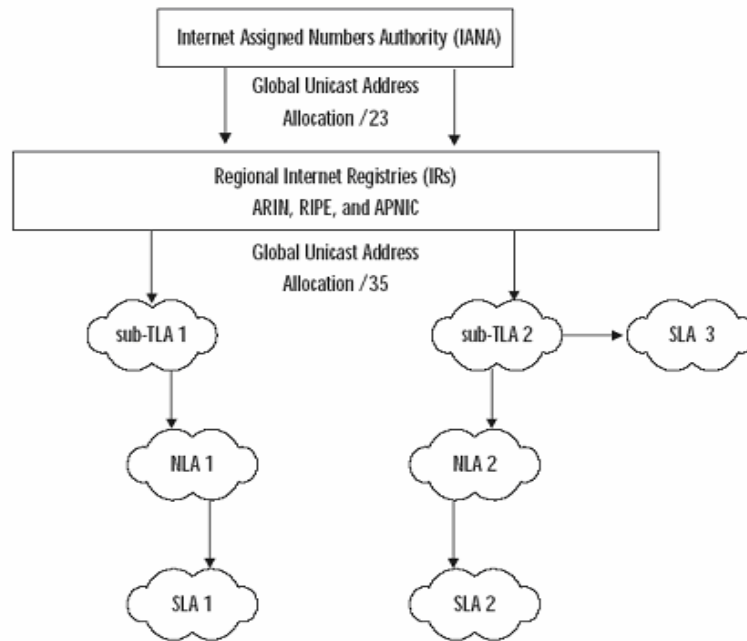 Internet Assigned Numbers Authority (IANA)
Global Unicast Address
Allocation /23
Regional Internet Registries (IRs)
ARIN, RIPE, and APNIC
Global Unicast Address
Allocation /35
sub-TLA 1
sub-TLA 2
SLA 3
NLA 1
NLA 2
SLA 1
SLA 2